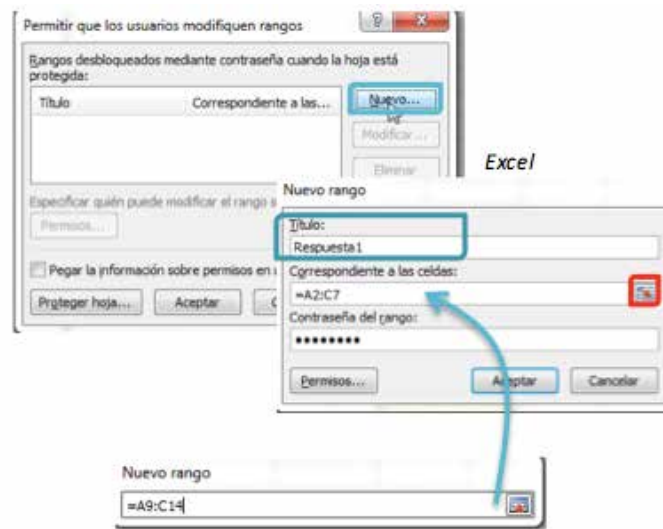 Permitir que los usuarios modifiquen rangos
Rangos desbloqueados mediante contraseña cuando la hoja está
protegida:
Título
Correspondiente a las...
Nuevo...
Modificar...
Eliminar
Especificar quién puede modificar el rango
Permisos...
Pegar la información sobre permisos en
Proteger hoja...
Aceptar
Excel
Nuevo rango
Título:
Respuesta1
Correspondiente a las celdas:
=A2:C7
Contraseña del rango:
••••••••
Permisos...
Aceptar
Cancelar
Nuevo rango
=A9:C14